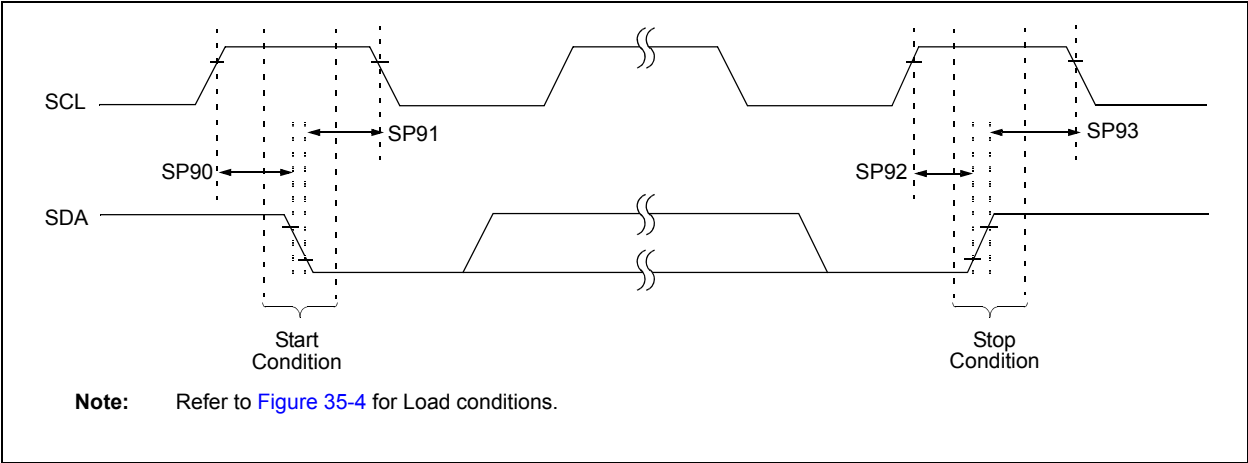 SCL
SP91
SP93
SP90
SP92
SDA
Start
Condition
Stop
Condition
Note: Refer to Figure 35-4 for Load conditions.